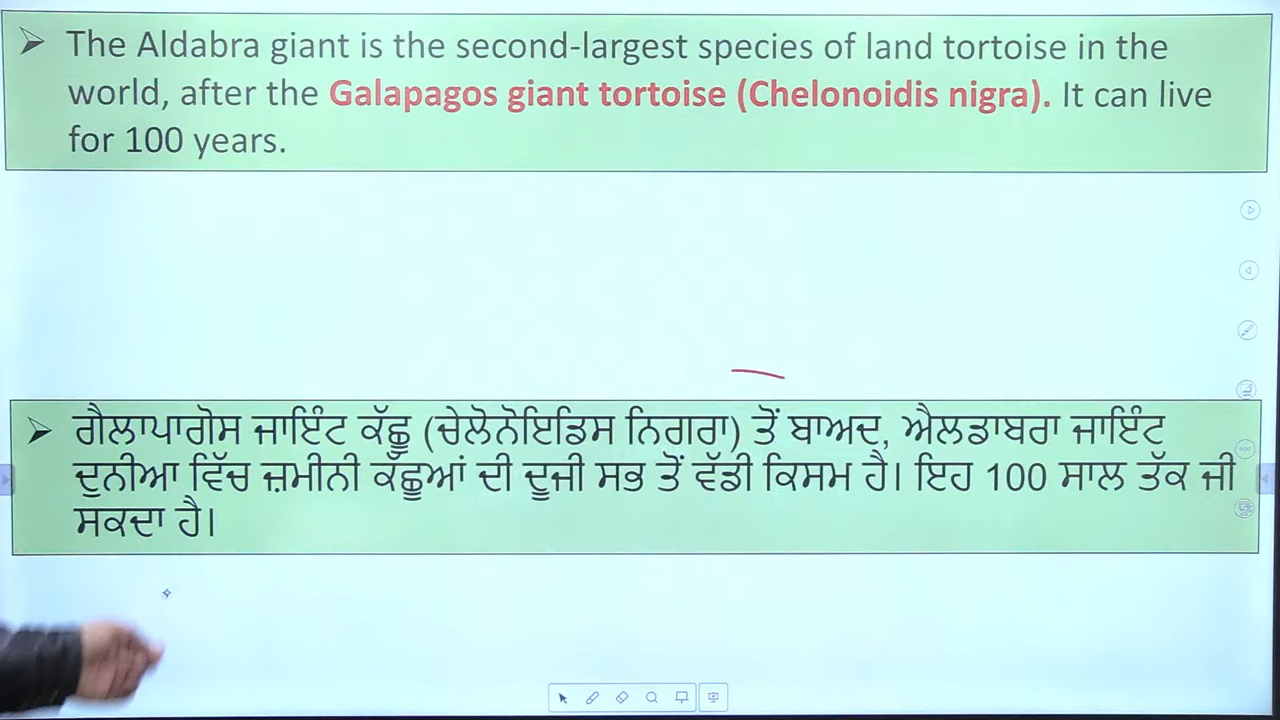 ➢ The Aldabra giant is the second-largest species of land tortoise in the
world, after the Galapagos giant tortoise (Chelonoidis nigra). It can live
for 100 years.
➢ ਗੈਲਾਪਾਗੋਸ ਜਾਇੰਟ ਕੱਛੂ (ਚੇਲੋਨੋਇਡਿਸ ਨਿਗਰਾ) ਤੋਂ ਬਾਅਦ, ਐਲਡਾਬਰਾ ਜਾਇੰਟ
ਦੁਨੀਆ ਵਿੱਚ ਜ਼ਮੀਨੀ ਕੱਛੂਆਂ ਦੀ ਦੂਜੀ ਸਭ ਤੋਂ ਵੱਡੀ ਕਿਸਮ ਹੈ। ਇਹ 100 ਸਾਲ ਤੱਕ ਜੀ
ਸਕਦਾ ਹੈ।